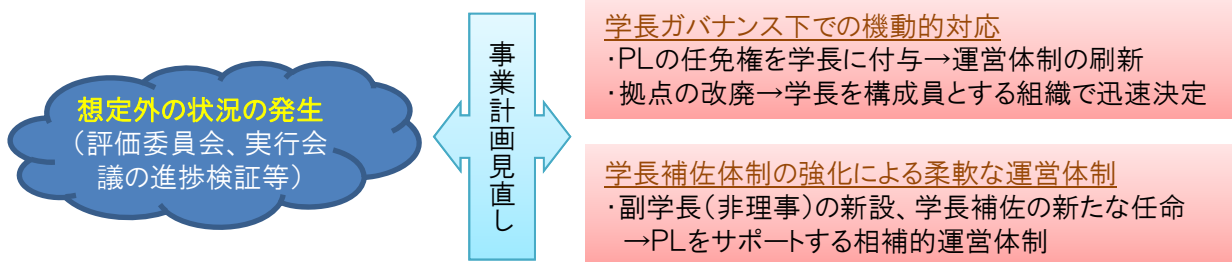 想定外の状況の発生
（評価委員会、実行会
議の進捗検証等）
事業計画見直し
学長ガバナンス下での機動的対応
・PLの任免権を学長に付与→運営体制の刷新
・拠点の改廃→学長を構成員とする組織で迅速決定
学長補佐体制の強化による柔軟な運営体制
・副学長（非理事）の新設、学長補佐の新たな任命
→PLをサポートする相補的運営体制